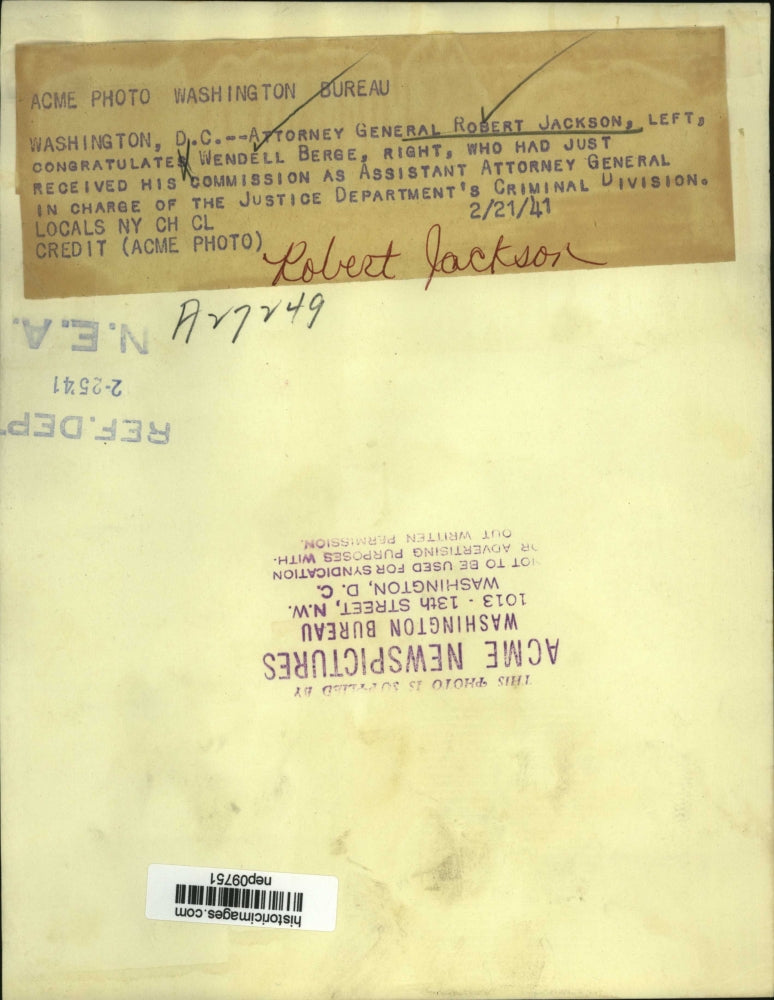 ACME PHOTO WASHINGTON BUREAU
WASHINGTON, D.C.--ATTORNEY GENERAL ROBERT JACKSON, LEFT,
CONGRATULATES WENDELL BERGE, RIGHT, WHO HAD JUST
RECEIVED HIS COMMISSION AS ASSISTANT ATTORNEY GENERAL
IN CHARGE OF THE JUSTICE DEPARTMENT'S CRIMINAL DIVISION.
LOCALS NY CH CL 2/21/41
CREDIT (ACME PHOTO)
Robert Jackson
A27249
N.E.A.
2-2541
REF.DEPT
THIS PHOTO IS SUPPLIED BY
ACME NEWSPICTURES
WASHINGTON BUREAU
1013 - 13th STREET, N.W.
WASHINGTON, D. C.
NOT TO BE USED FOR SYNDICATION
OR ADVERTISING PURPOSES WITH-
OUT WRITTEN PERMISSION.
historicimages.com
nep09751